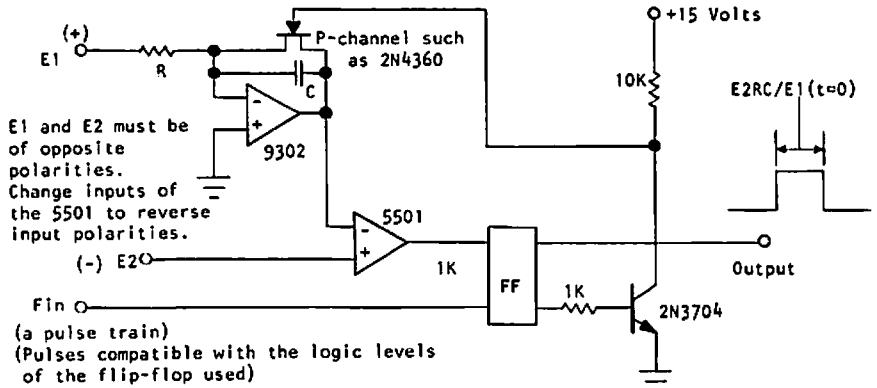 (+)
E1
R
P-channel such
as 2N4360
C
-
+
9302
E1 and E2 must be
of opposite
polarities.
Change inputs of
the 5501 to reverse
input polarities.
+15 Volts
10K
E2RC/E1(t=0)
5501
-
+
(-) E2
1K
FF
1K
Output
2N3704
Fin
(a pulse train)
(Pulses compatible with the logic levels
of the flip-flop used)